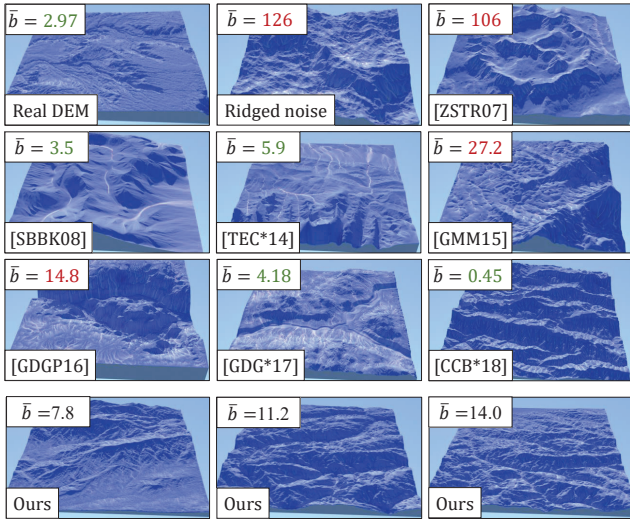 b̄ = 2.97
b̄ = 126
b̄ = 106
Real DEM
Ridged noise
[ZSTR07]
b̄ = 3.5
b̄ = 5.9
b̄ = 27.2
[SBBK08]
[TEC*14]
[GMM15]
b̄ = 14.8
b̄ = 4.18
b̄ = 0.45
[GDGP16]
[GDG*17]
[CCB*18]
b̄ =7.8
b̄ =11.2
b̄ = 14.0
Ours
Ours
Ours